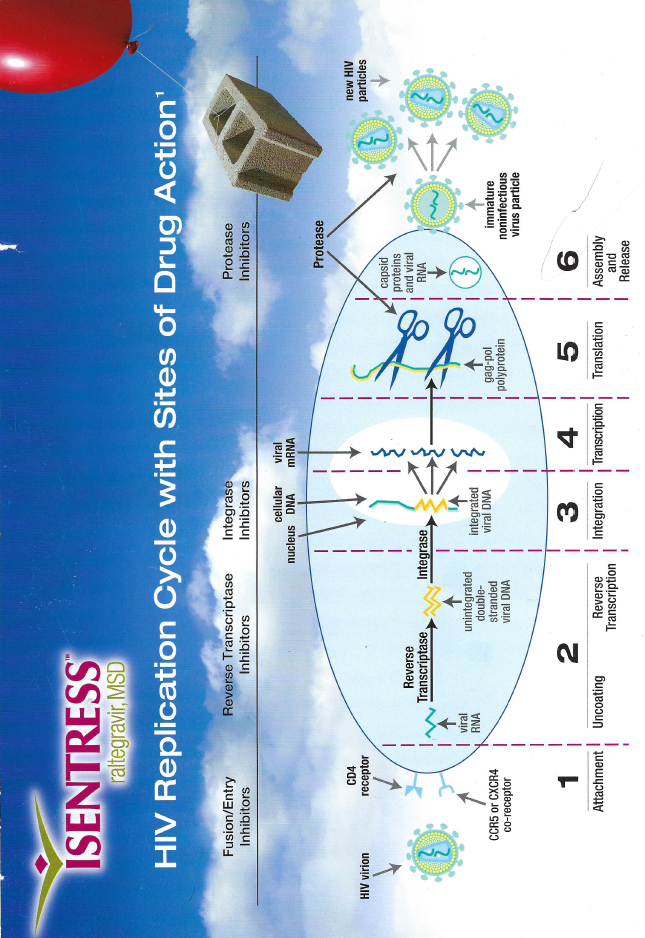 ISENTRESS™
raltegravir, MSD
HIV Replication Cycle with Sites of Drug Action¹
Fusion/Entry
Inhibitors
Reverse Transcriptase
Inhibitors
Integrase
Inhibitors
Protease
Inhibitors
HIV virion
CD4
receptor
CCR5 or CXCR4
co-receptor
viral
RNA
Reverse
Transcriptase
unintegrated
double-
stranded
viral DNA
Integrase
nucleus
cellular
DNA
integrated
viral DNA
viral
mRNA
gag-pol
polyprotein
Protease
capsid
proteins
and viral
RNA
immature
noninfectious
virus particle
new HIV
particles
1
Attachment
2
Uncoating
Reverse
Transcription
3
Integration
4
Transcription
5
Translation
6
Assembly
and
Release